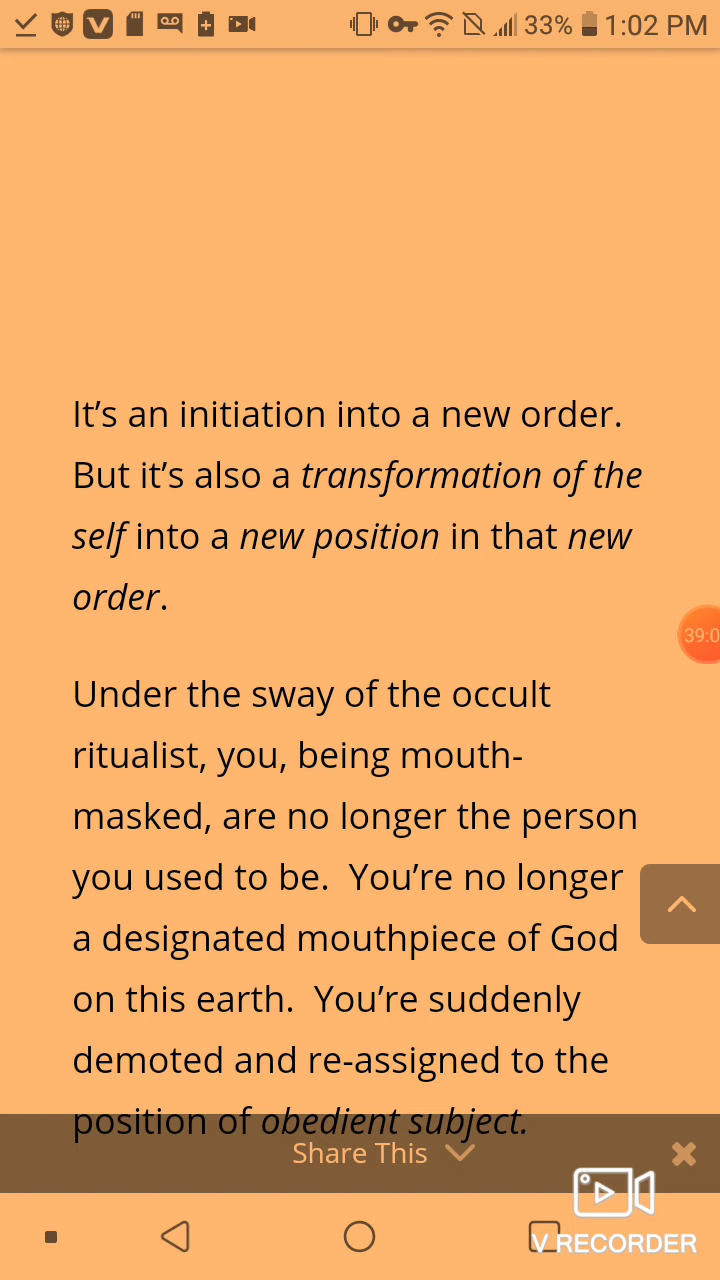 33% 1:02 PM
It’s an initiation into a new order.
But it’s also a transformation of the
self into a new position in that new
order.
39:0
Under the sway of the occult
ritualist, you, being mouth-
masked, are no longer the person
you used to be.  You’re no longer
a designated mouthpiece of God
on this earth.  You’re suddenly
demoted and re-assigned to the
position of obedient subject.
Share This
V RECORDER